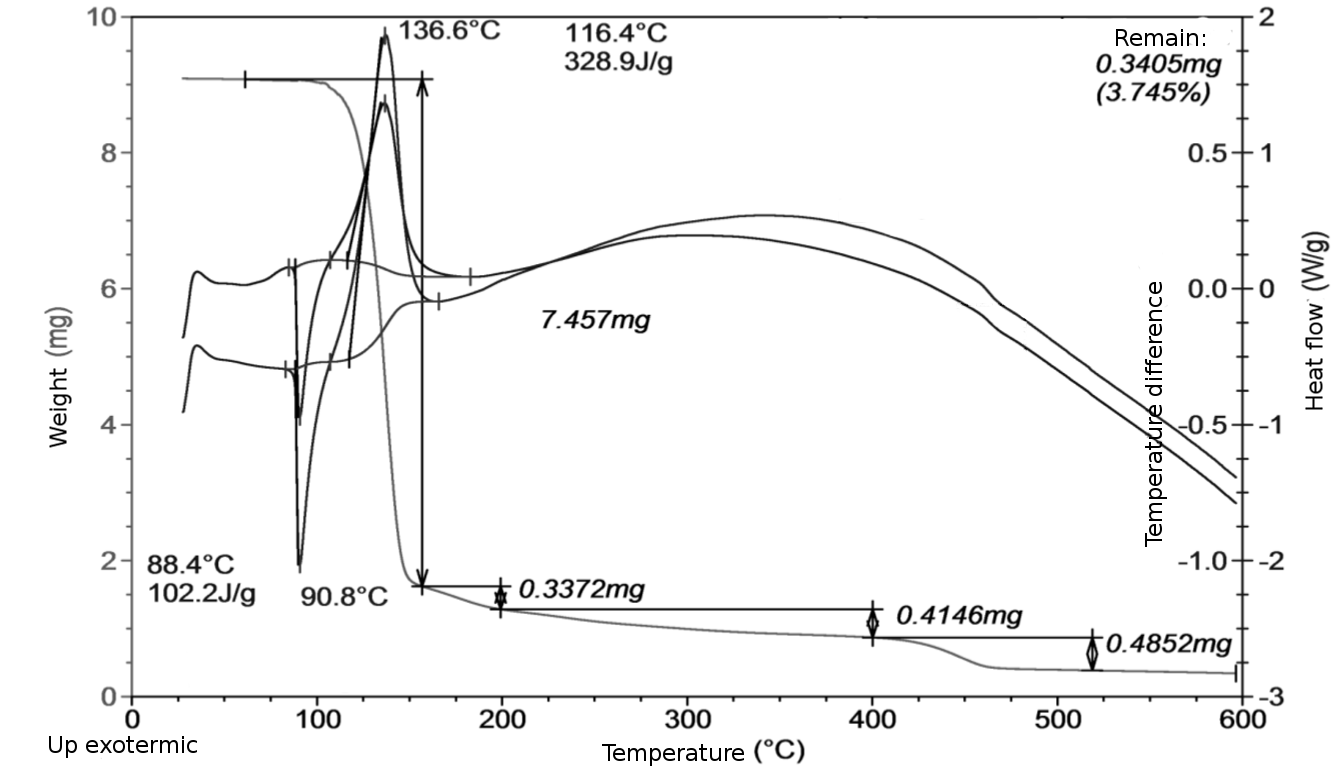 10
8
6
4
2
0
Weight (mg)
136.6°C
116.4°C
328.9J/g
Remain:
0.3405mg
(3.745%)
7.457mg
88.4°C
102.2J/g
90.8°C
0.3372mg
0.4146mg
0.4852mg
0.5
0.0
-0.5
-1.0
Temperature difference
2
1
0
-1
-2
-3
Heat flow (W/g)
0 100 200 300 400 500 600
Up exotermic
Temperature (°C)